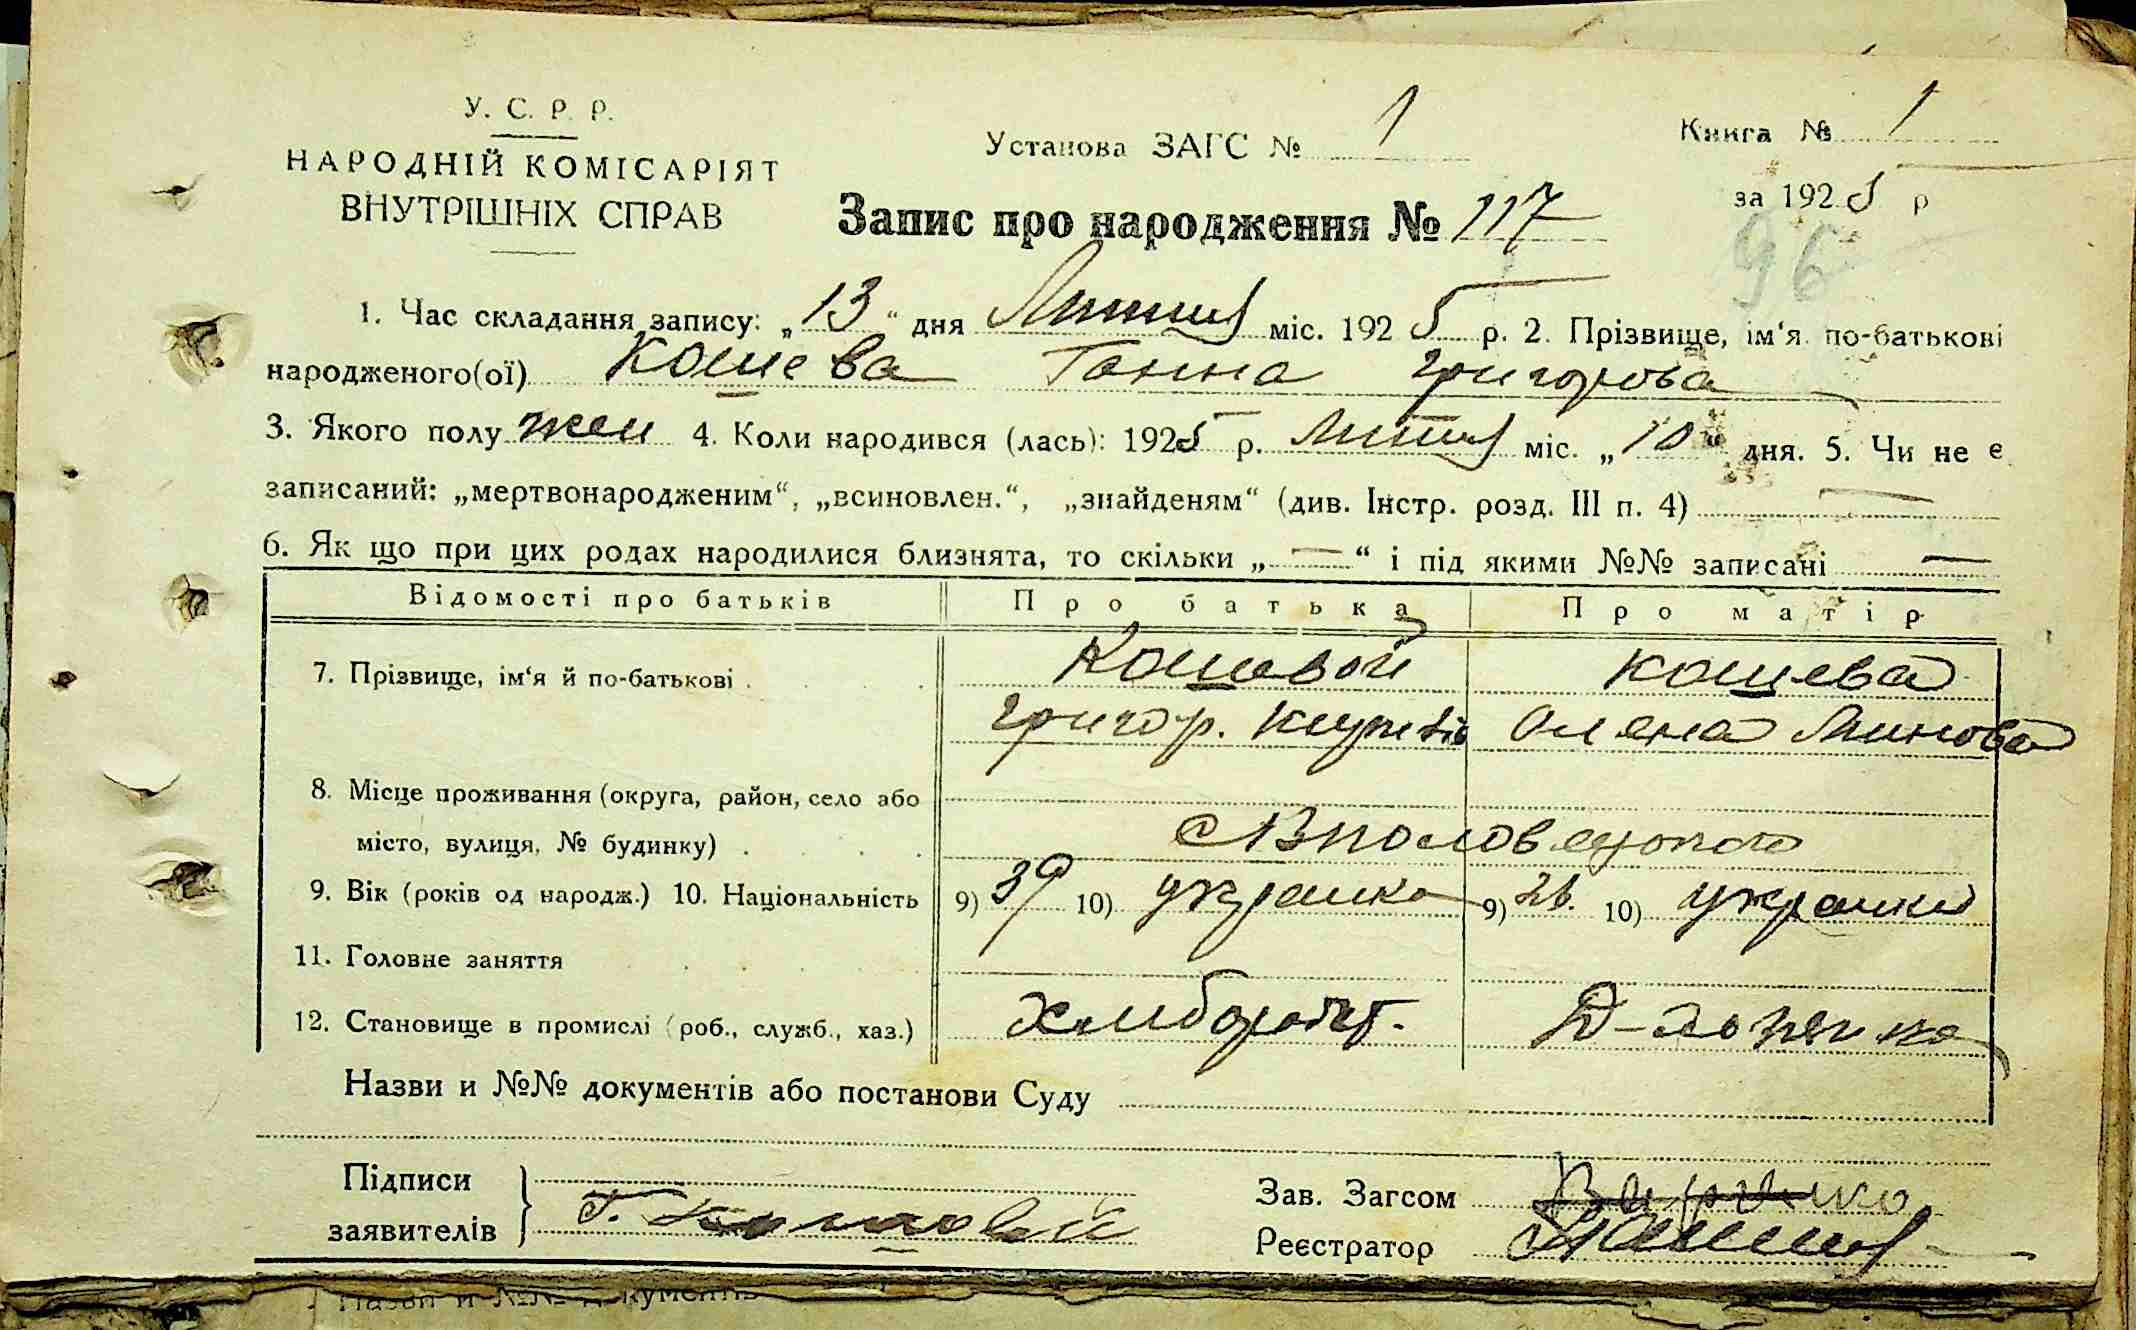 У. С. Р. Р.
НАРОДНІЙ КОМІСАРІЯТ
ВНУТРІШНІХ СПРАВ
Установа ЗАГС № 1
Книга № 1
за 1925 р
Запис про народження № 117
96
1. Час складання запису: „13“ дня Липня міс. 1925 р. 2. Прізвище, ім‘я по-батькові
народженого(ої) Кошева Ганна Григорова
3. Якого полу жен 4. Коли народився (лась): 1925 р. Липня міс. „10“ дня. 5. Чи не є
записаний: „мертвонародженим“, „всиновлен.“, „знайденям“ (див. Інстр. розд. III п. 4) —
6. Як що при цих родах народилися близнята, то скільки „—“ і під якими №№ записані —
Відомості про батьків Про батька Про матір
7. Прізвище, ім‘я й по-батькові . Кошовой Кошева
Григор. Олена Минова
8. Місце проживання (округа, район, село або
місто, вулиця, № будинку) .
9. Вік (років од народж.) 10. Національність 9) 39 10) украинка 9) 26. 10) украинка
11. Головне заняття
12. Становище в промислі (роб., служб., хаз.) Хлибороб.
Назви и №№ документів або постанови Суду
Підписи
заявителів Г. Кошовой
Зав. Загсом
Реєстратор